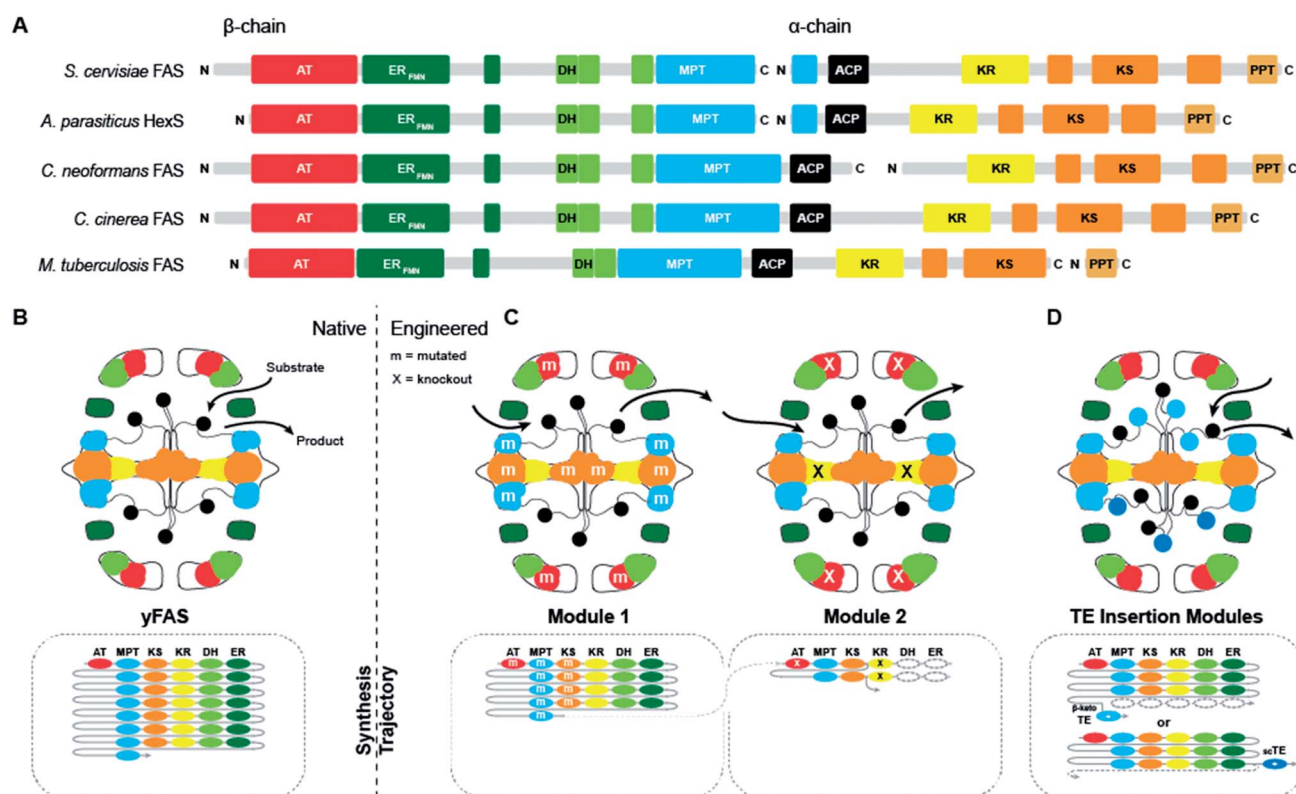 A
β-chain
α-chain
S. cervisiae FAS N AT ER FMN DH MPT C N ACP KR KS PPT C
A. parasiticus HexS N AT ER FMN DH MPT C N ACP KR KS PPT C
C. neoformans FAS N AT ER FMN DH MPT ACP C N KR KS PPT C
C. cinerea FAS N AT ER FMN DH MPT ACP KR KS PPT C
M. tuberculosis FAS N AT ER FMN DH MPT ACP KR KS C N PPT C
B
Native
Substrate
Product
yFAS
AT MPT KS KR DH ER
Synthesis
Trajectory
Engineered
m = mutated
X = knockout
C
m m
m m
m m m m
m m
m m
Module 1
AT MPT KS KR DH ER
m m m
m m
m m
m m
m
X X
X X
X X
Module 2
AT MPT KS KR DH ER
x x
x
D
TE Insertion Modules
AT MPT KS KR DH ER
β-keto
TE
or
scTE